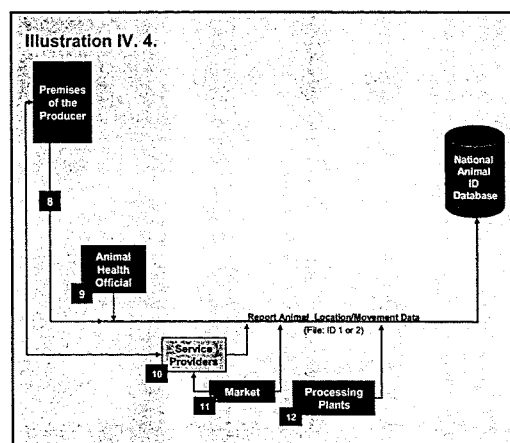 Illustration IV. 4.
Premises
of the
Producer
National
Animal
ID
Database
8
Animal
Health
Official
9
Report Animal Location/Movement Data
(File: ID 1 or 2)
Service
Providers
10
Market
11
Processing
Plants
12